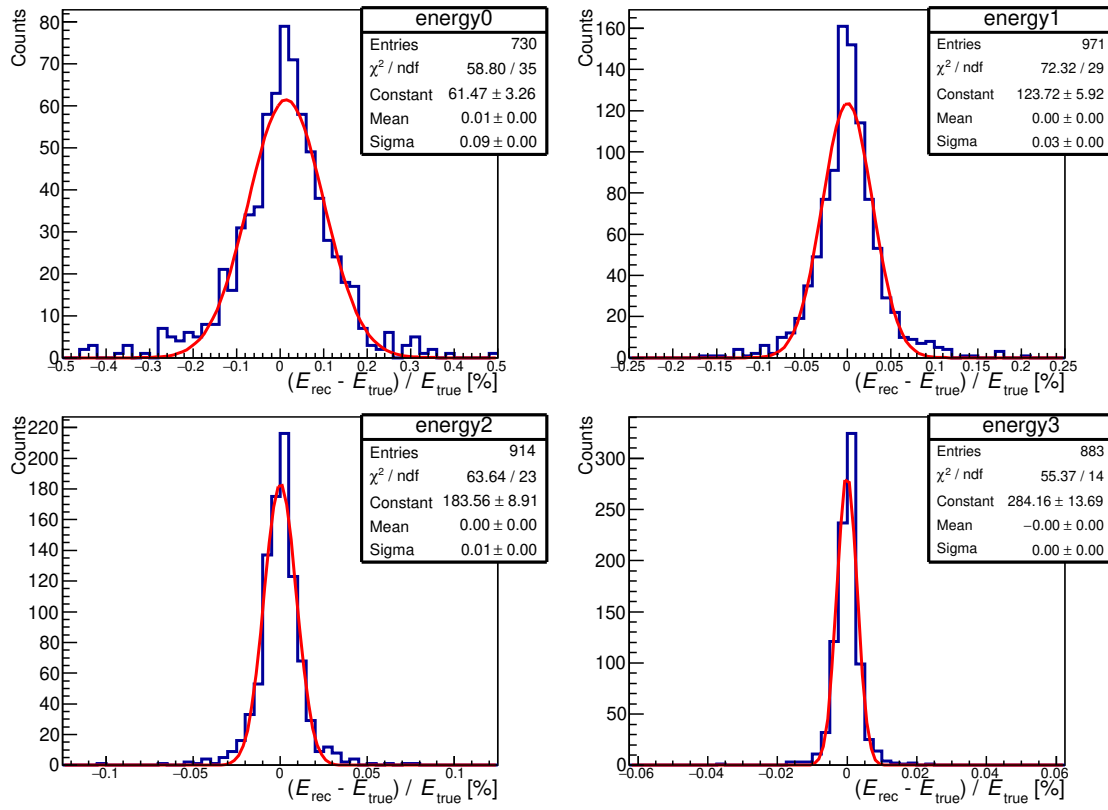 energy0
Entries 730
χ² / ndf 58.80 / 35
Constant 61.47 ± 3.26
Mean 0.01 ± 0.00
Sigma 0.09 ± 0.00
Counts
80
70
60
50
40
30
20
10
0
−0.5 −0.4 −0.3 −0.2 −0.1 0 0.1 0.2 0.3 0.4 0.5
(E_rec - E_true) / E_true [%]
energy1
Entries 971
χ² / ndf 72.32 / 29
Constant 123.72 ± 5.92
Mean 0.00 ± 0.00
Sigma 0.03 ± 0.00
Counts
160
140
120
100
80
60
40
20
0
−0.25 −0.2 −0.15 −0.1 −0.05 0 0.05 0.1 0.15 0.2 0.25
(E_rec - E_true) / E_true [%]
energy2
Entries 914
χ² / ndf 63.64 / 23
Constant 183.56 ± 8.91
Mean 0.00 ± 0.00
Sigma 0.01 ± 0.00
Counts
220
200
180
160
140
120
100
80
60
40
20
0
−0.1 −0.05 0 0.05 0.1
(E_rec - E_true) / E_true [%]
energy3
Entries 883
χ² / ndf 55.37 / 14
Constant 284.16 ± 13.69
Mean −0.00 ± 0.00
Sigma 0.00 ± 0.00
Counts
300
250
200
150
100
50
0
−0.06 −0.04 −0.02 0 0.02 0.04 0.06
(E_rec - E_true) / E_true [%]